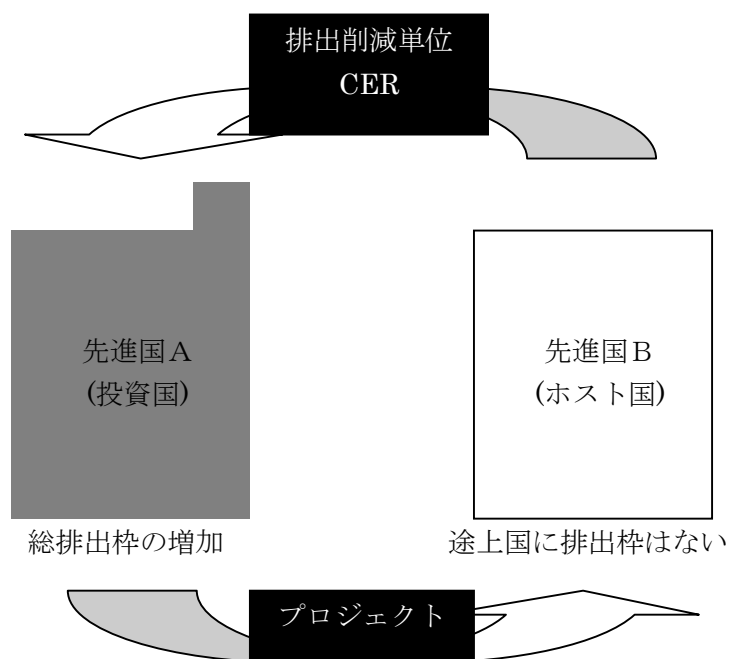 排出削減単位
CER
先進国A
(投資国)
先進国B
(ホスト国)
総排出枠の増加
途上国に排出枠はない
プロジェクト